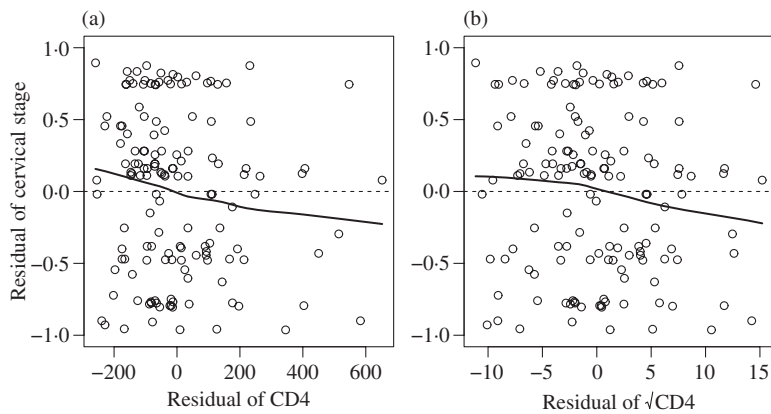 (a)
(b)
Residual of cervical stage
1·0
0·5
0·0
−0·5
−1·0
−200 0 200 400 600
Residual of CD4
1·0
0·5
0·0
−0·5
−1·0
−10 −5 0 5 10 15
Residual of √CD4